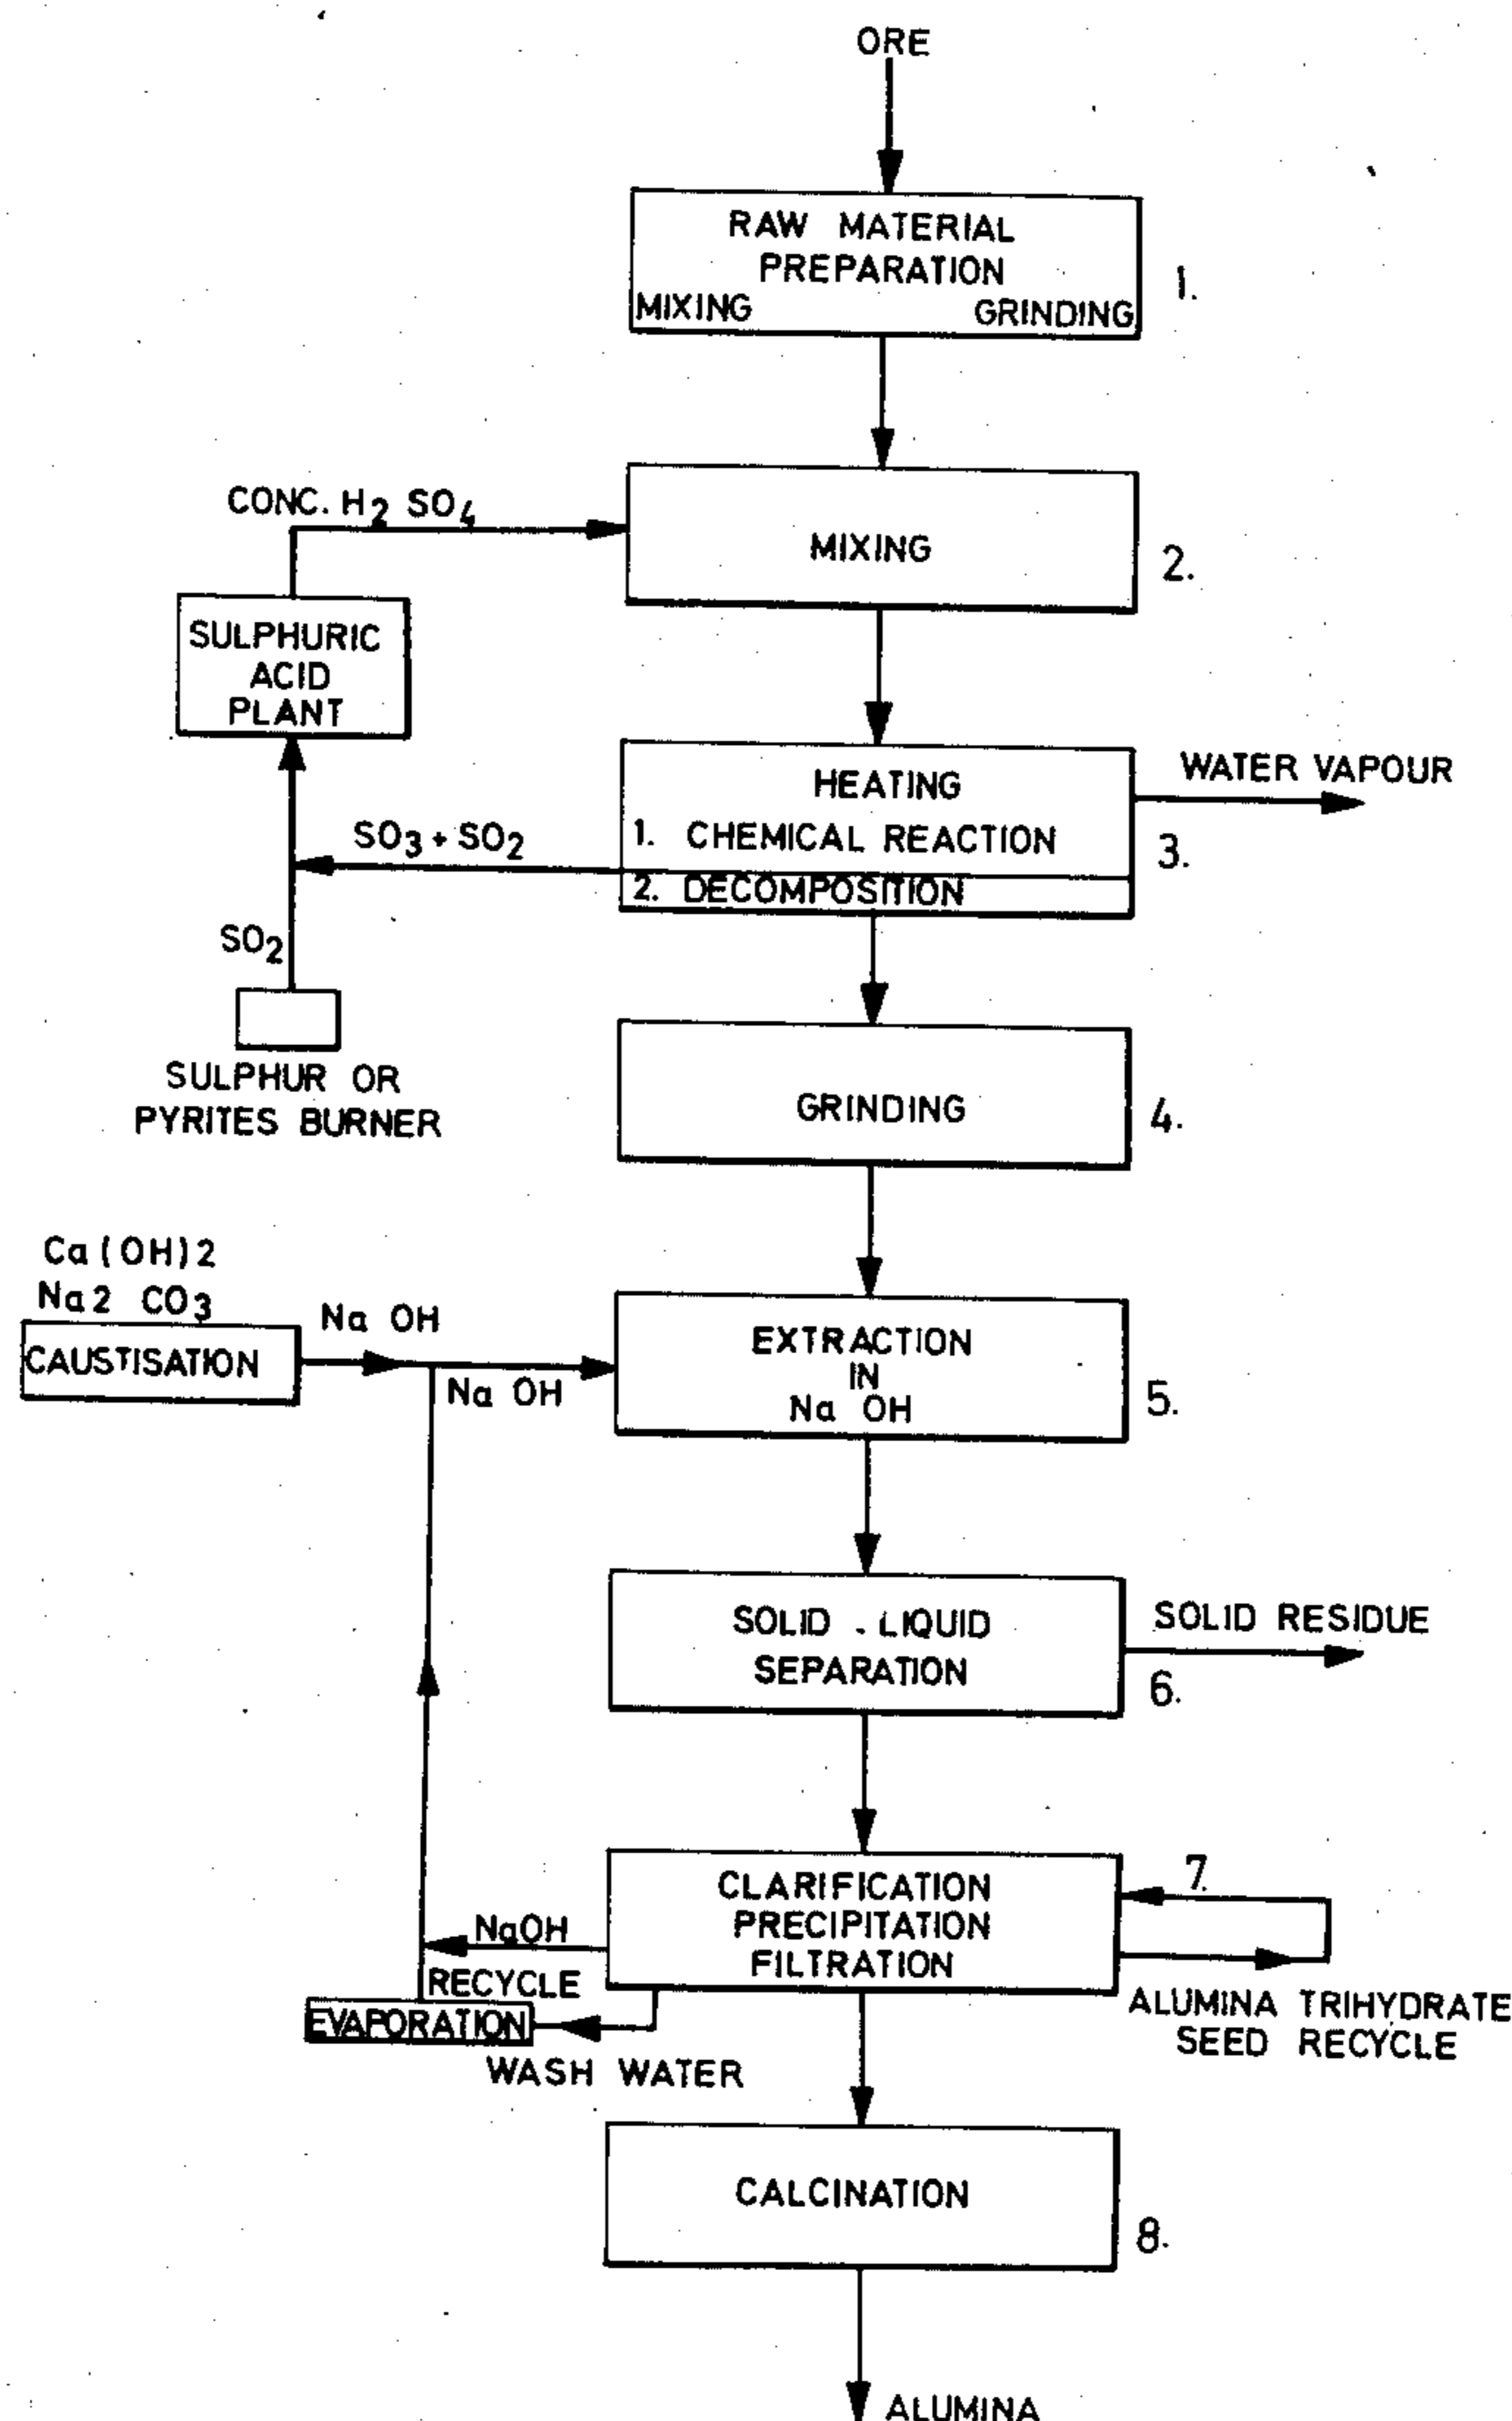 ORE
RAW MATERIAL
PREPARATION
MIXING GRINDING
1.
CONC. H2 SO4
MIXING
2.
SULPHURIC
ACID
PLANT
HEATING
1. CHEMICAL REACTION
2. DECOMPOSITION
WATER VAPOUR
3.
SO3 + SO2
SO2
SULPHUR OR
PYRITES BURNER
GRINDING
4.
Ca (OH) 2
Na2 CO3
CAUSTISATION
Na OH
Na OH
EXTRACTION
IN
Na OH
5.
SOLID - LIQUID
SEPARATION
SOLID RESIDUE
6.
CLARIFICATION
PRECIPITATION
FILTRATION
7.
NaOH
RECYCLE
EVAPORATION
WASH WATER
ALUMINA TRIHYDRATE
SEED RECYCLE
CALCINATION
8.
ALUMINA